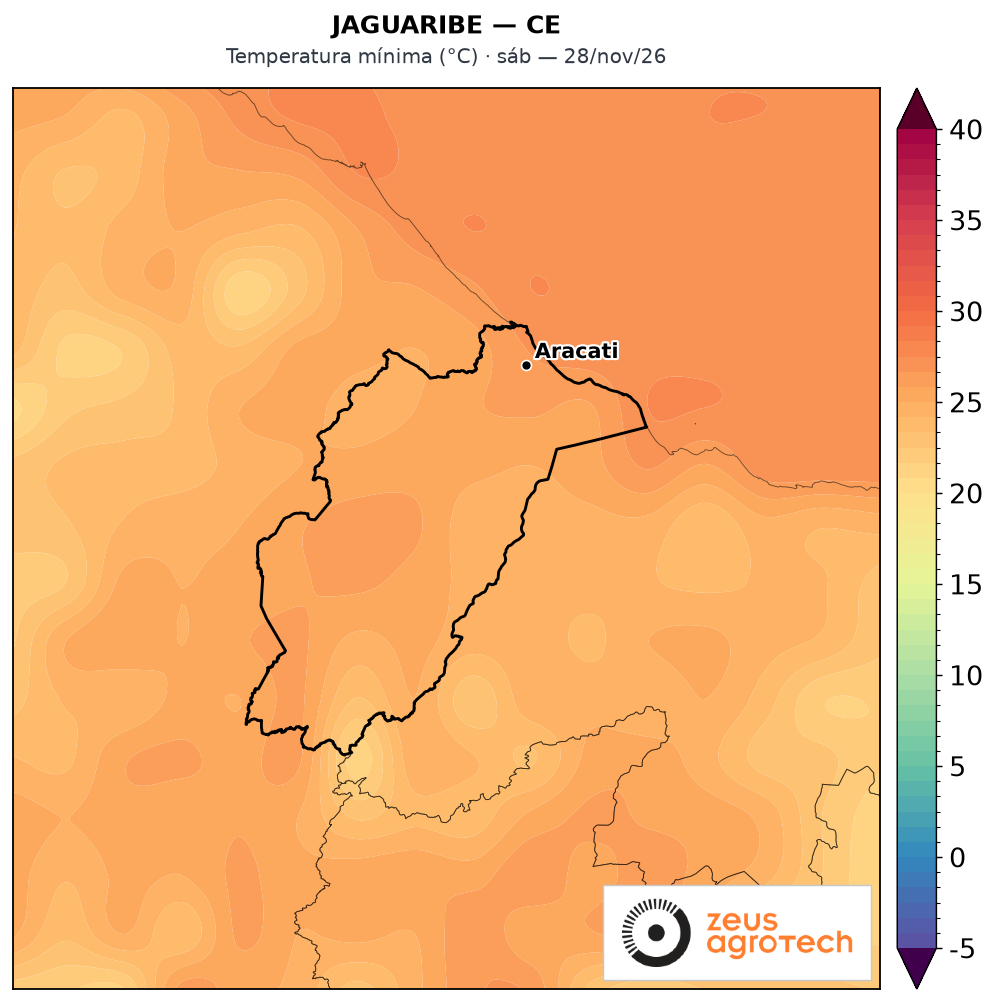 JAGUARIBE — CE
Temperatura mínima (°C) · sáb — 28/nov/26
Aracati
40
35
30
25
20
15
10
5
0
-5
zeus
agrotech